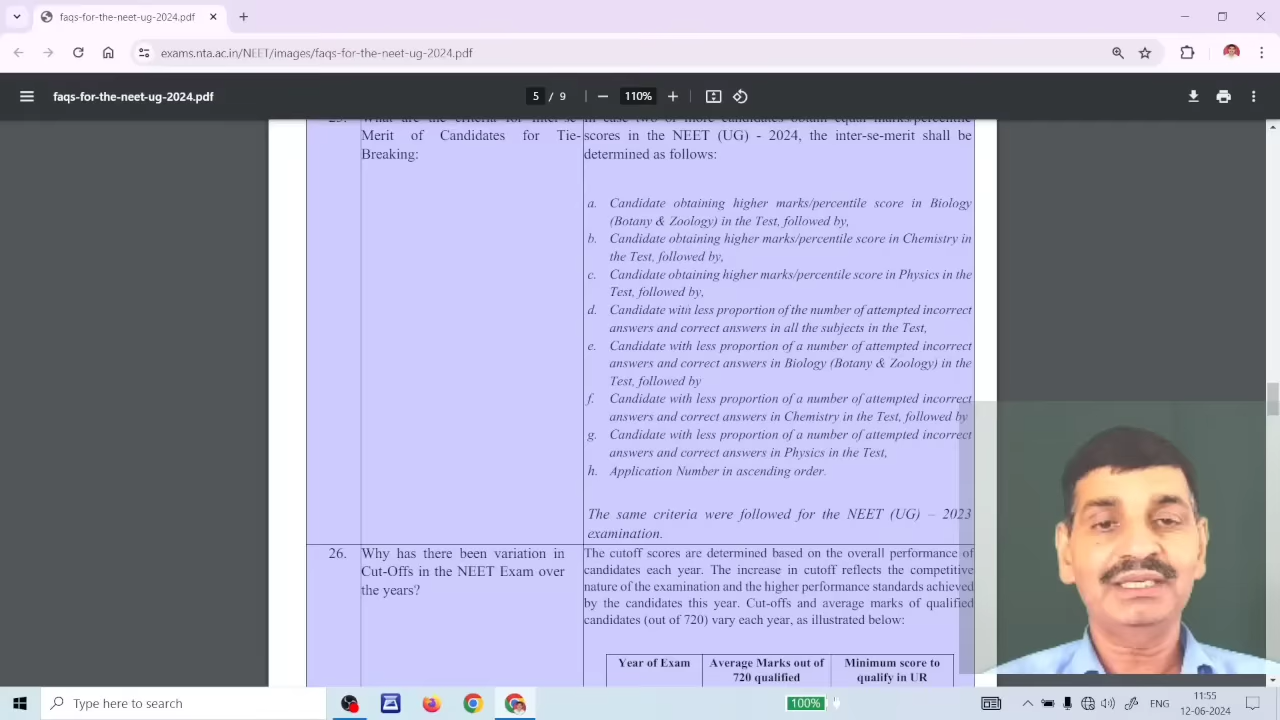 faqs-for-the-neet-ug-2024.pdf
exams.nta.ac.in/NEET/images/faqs-for-the-neet-ug-2024.pdf
faqs-for-the-neet-ug-2024.pdf
5 / 9
110%
Merit of Candidates for Tie-
Breaking:
In case two or more candidates obtain equal marks/percentile
scores in the NEET (UG) - 2024, the inter-se-merit shall be
determined as follows:
a. Candidate obtaining higher marks/percentile score in Biology
(Botany & Zoology) in the Test, followed by,
b. Candidate obtaining higher marks/percentile score in Chemistry in
the Test, followed by,
c. Candidate obtaining higher marks/percentile score in Physics in the
Test, followed by,
d. Candidate with less proportion of the number of attempted incorrect
answers and correct answers in all the subjects in the Test,
e. Candidate with less proportion of a number of attempted incorrect
answers and correct answers in Biology (Botany & Zoology) in the
Test, followed by
f. Candidate with less proportion of a number of attempted incorrect
answers and correct answers in Chemistry in the Test, followed by
g. Candidate with less proportion of a number of attempted incorrect
answers and correct answers in Physics in the Test,
h. Application Number in ascending order.
The same criteria were followed for the NEET (UG) – 2023
examination.
26.
Why has there been variation in
Cut-Offs in the NEET Exam over
the years?
The cutoff scores are determined based on the overall performance of
candidates each year. The increase in cutoff reflects the competitive
nature of the examination and the higher performance standards achieved
by the candidates this year. Cut-offs and average marks of qualified
candidates (out of 720) vary each year, as illustrated below:
Year of Exam
Average Marks out of
720 qualified
Minimum score to
qualify in UR
Type here to search
100%
ENG
11:55
12-06-2024